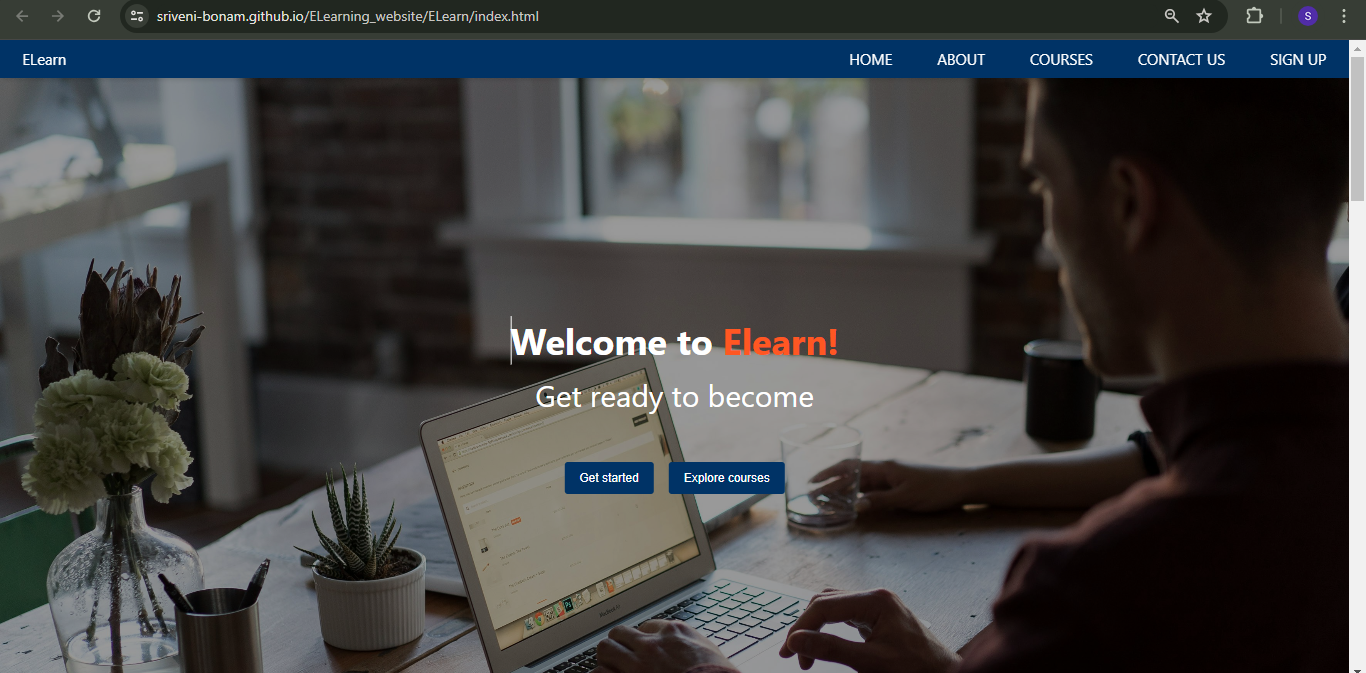 sriveni-bonam.github.io/ELearning_website/ELearn/index.html
S
ELearn HOME ABOUT COURSES CONTACT US SIGN UP
Welcome to Elearn!
Get ready to become
Get started Explore courses